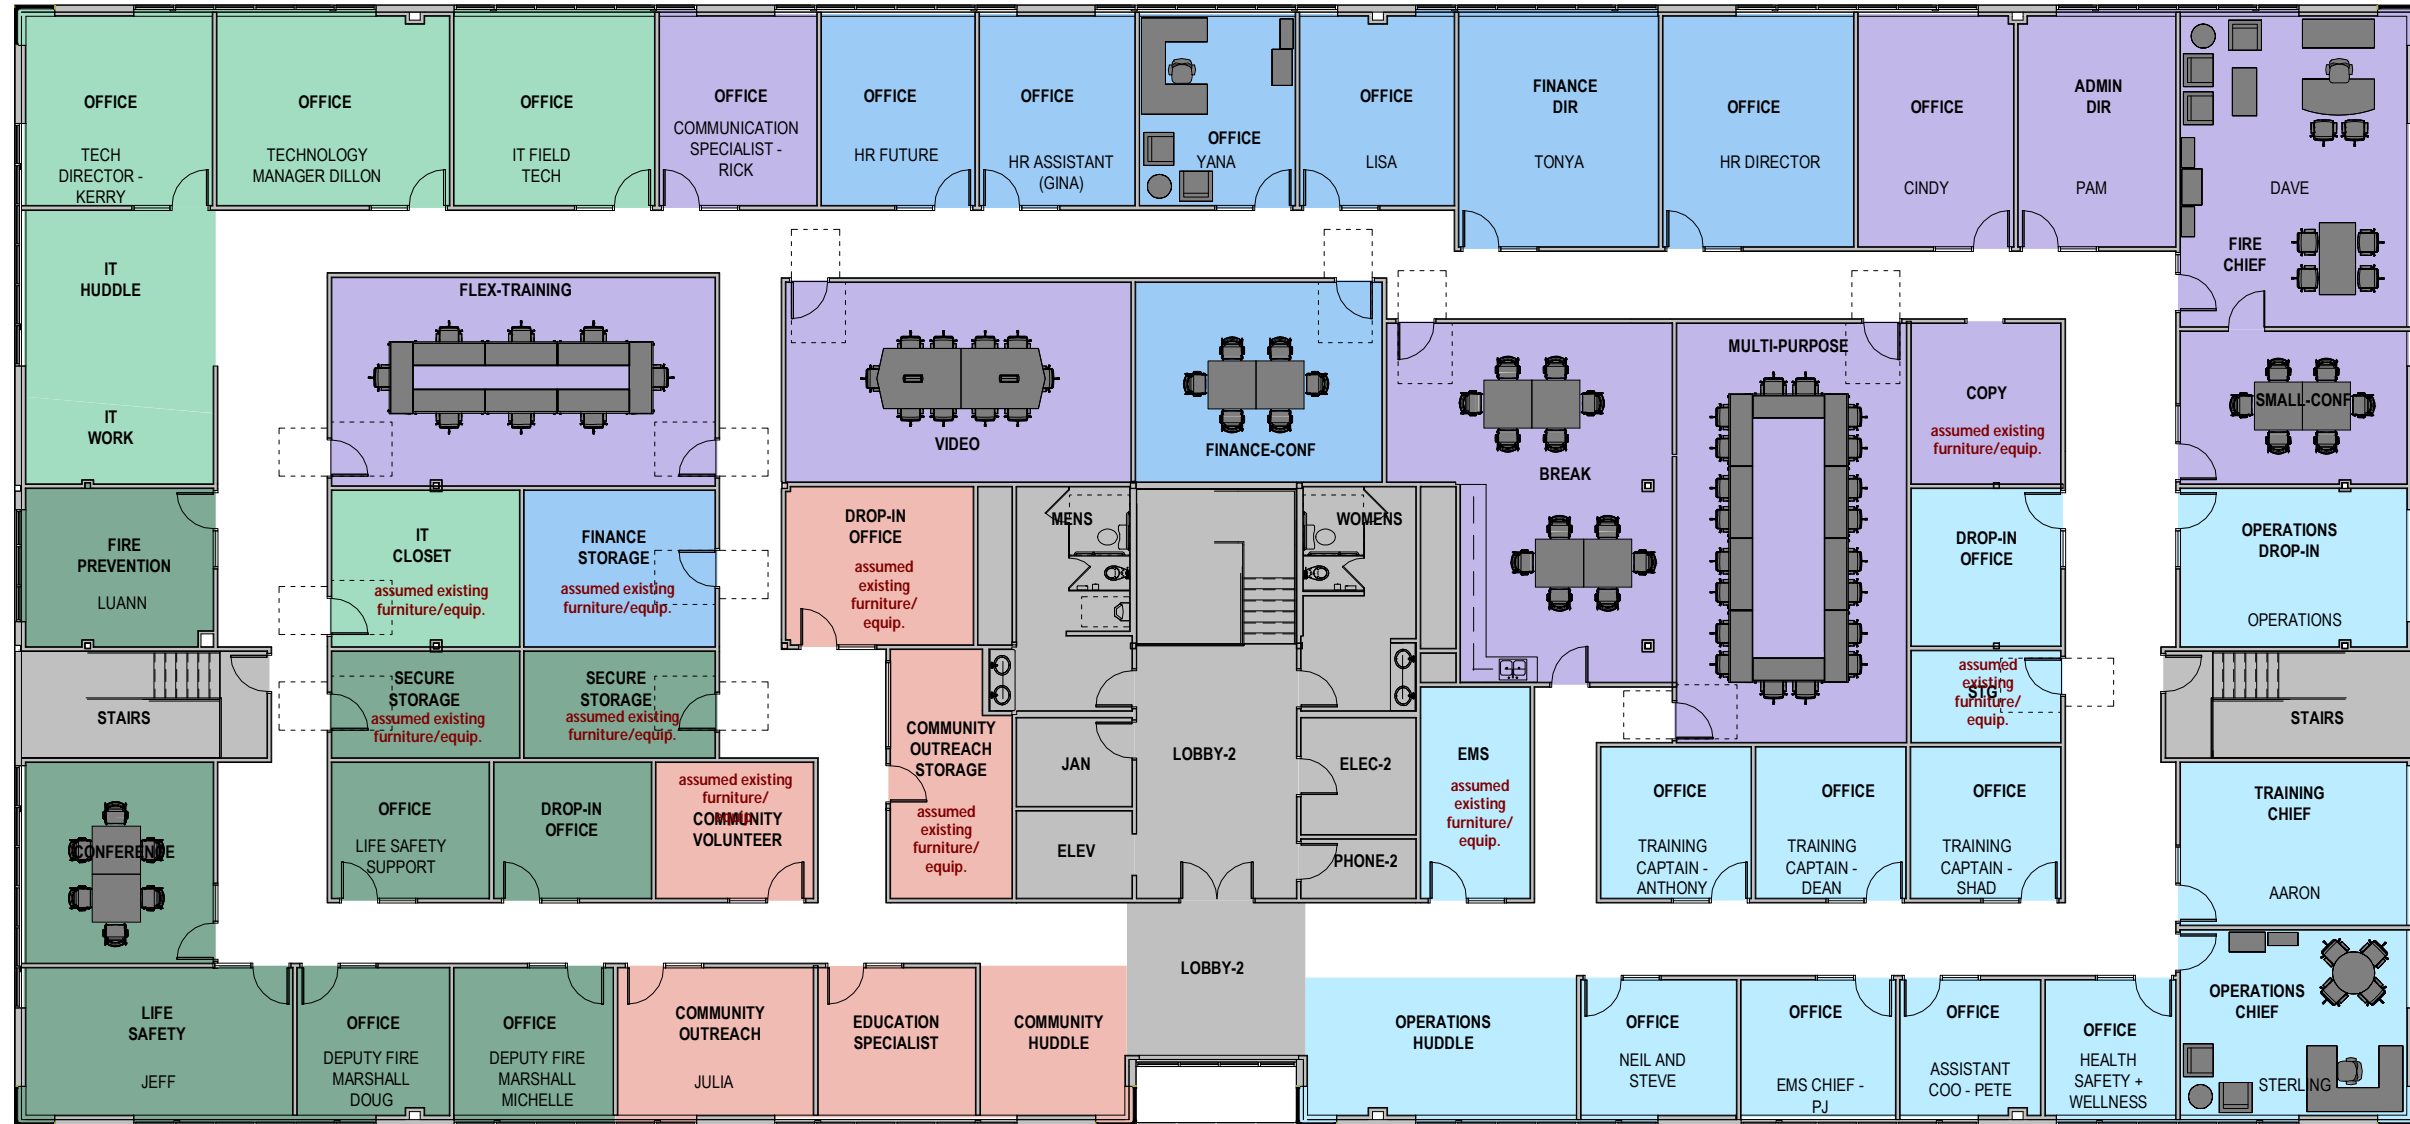 OFFICE
TECH
DIRECTOR -
KERRY
OFFICE
TECHNOLOGY
MANAGER DILLON
OFFICE
IT FIELD
TECH
OFFICE
COMMUNICATION
SPECIALIST -
RICK
OFFICE
HR FUTURE
OFFICE
HR ASSISTANT
(GINA)
OFFICE
YANA
OFFICE
LISA
FINANCE
DIR
TONYA
OFFICE
HR DIRECTOR
OFFICE
CINDY
ADMIN
DIR
PAM
DAVE
FIRE
CHIEF
IT
HUDDLE
IT
WORK
FLEX-TRAINING
VIDEO
FINANCE-CONF
BREAK
MULTI-PURPOSE
COPY
assumed existing
furniture/equip.
SMALL-CONF
FIRE
PREVENTION
LUANN
IT
CLOSET
assumed existing
furniture/equip.
FINANCE
STORAGE
assumed existing
furniture/equip.
DROP-IN
OFFICE
assumed
existing
furniture/
equip.
MENS
WOMENS
DROP-IN
OFFICE
OPERATIONS
DROP-IN
OPERATIONS
STAIRS
SECURE
STORAGE
assumed existing
furniture/equip.
SECURE
STORAGE
assumed existing
furniture/equip.
COMMUNITY
OUTREACH
STORAGE
assumed
existing
furniture/
equip.
JAN
LOBBY-2
ELEC-2
EMS
assumed
existing
furniture/
equip.
STG
assumed
existing
furniture/
equip.
STAIRS
CONFERENCE
OFFICE
LIFE SAFETY
SUPPORT
DROP-IN
OFFICE
assumed existing
furniture/
equip.
COMMUNITY
VOLUNTEER
ELEV
PHONE-2
OFFICE
TRAINING
CAPTAIN -
ANTHONY
OFFICE
TRAINING
CAPTAIN -
DEAN
OFFICE
TRAINING
CAPTAIN -
SHAD
TRAINING
CHIEF
AARON
LIFE
SAFETY
JEFF
OFFICE
DEPUTY FIRE
MARSHALL
DOUG
OFFICE
DEPUTY FIRE
MARSHALL
MICHELLE
COMMUNITY
OUTREACH
JULIA
EDUCATION
SPECIALIST
COMMUNITY
HUDDLE
LOBBY-2
OPERATIONS
HUDDLE
OFFICE
NEIL AND
STEVE
OFFICE
EMS CHIEF -
PJ
OFFICE
ASSISTANT
COO - PETE
OFFICE
HEALTH
SAFETY +
WELLNESS
OPERATIONS
CHIEF
STERLING